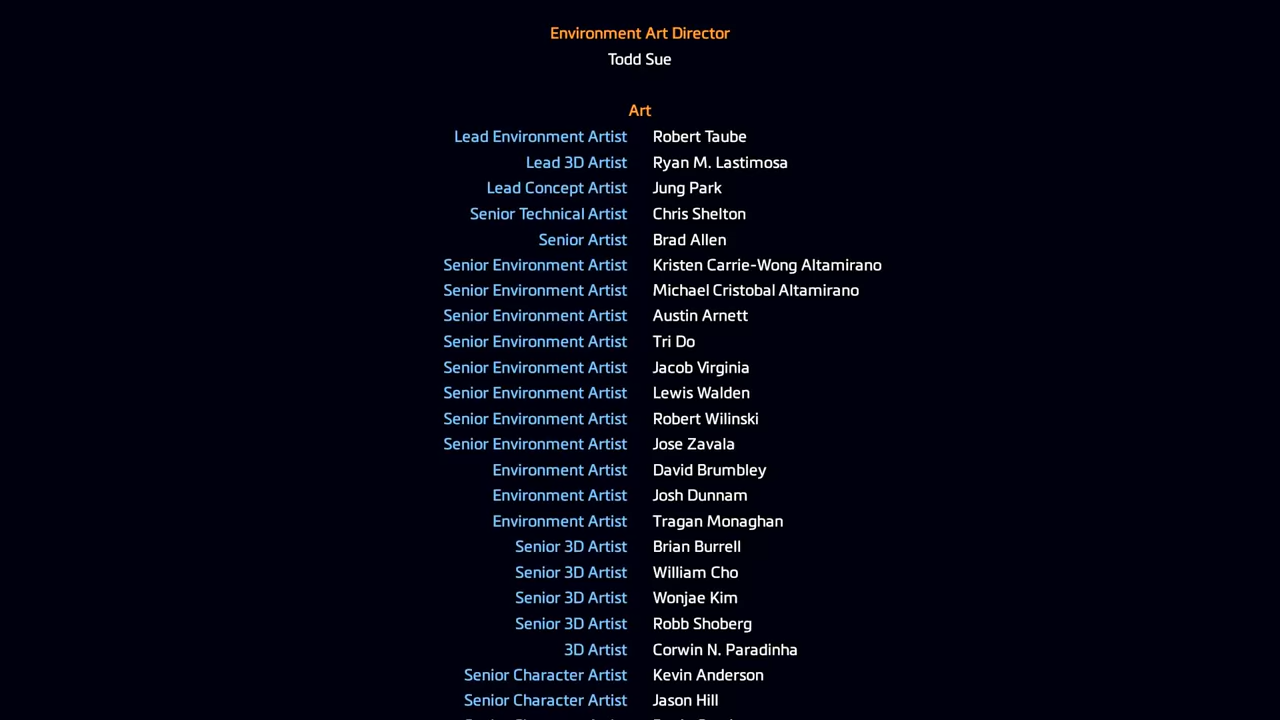 Environment Art Director
Todd Sue
Art
Lead Environment Artist Robert Taube
Lead 3D Artist Ryan M. Lastimosa
Lead Concept Artist Jung Park
Senior Technical Artist Chris Shelton
Senior Artist Brad Allen
Senior Environment Artist Kristen Carrie-Wong Altamirano
Senior Environment Artist Michael Cristobal Altamirano
Senior Environment Artist Austin Arnett
Senior Environment Artist Tri Do
Senior Environment Artist Jacob Virginia
Senior Environment Artist Lewis Walden
Senior Environment Artist Robert Wilinski
Senior Environment Artist Jose Zavala
Environment Artist David Brumbley
Environment Artist Josh Dunnam
Environment Artist Tragan Monaghan
Senior 3D Artist Brian Burrell
Senior 3D Artist William Cho
Senior 3D Artist Wonjae Kim
Senior 3D Artist Robb Shoberg
3D Artist Corwin N. Paradinha
Senior Character Artist Kevin Anderson
Senior Character Artist Jason Hill